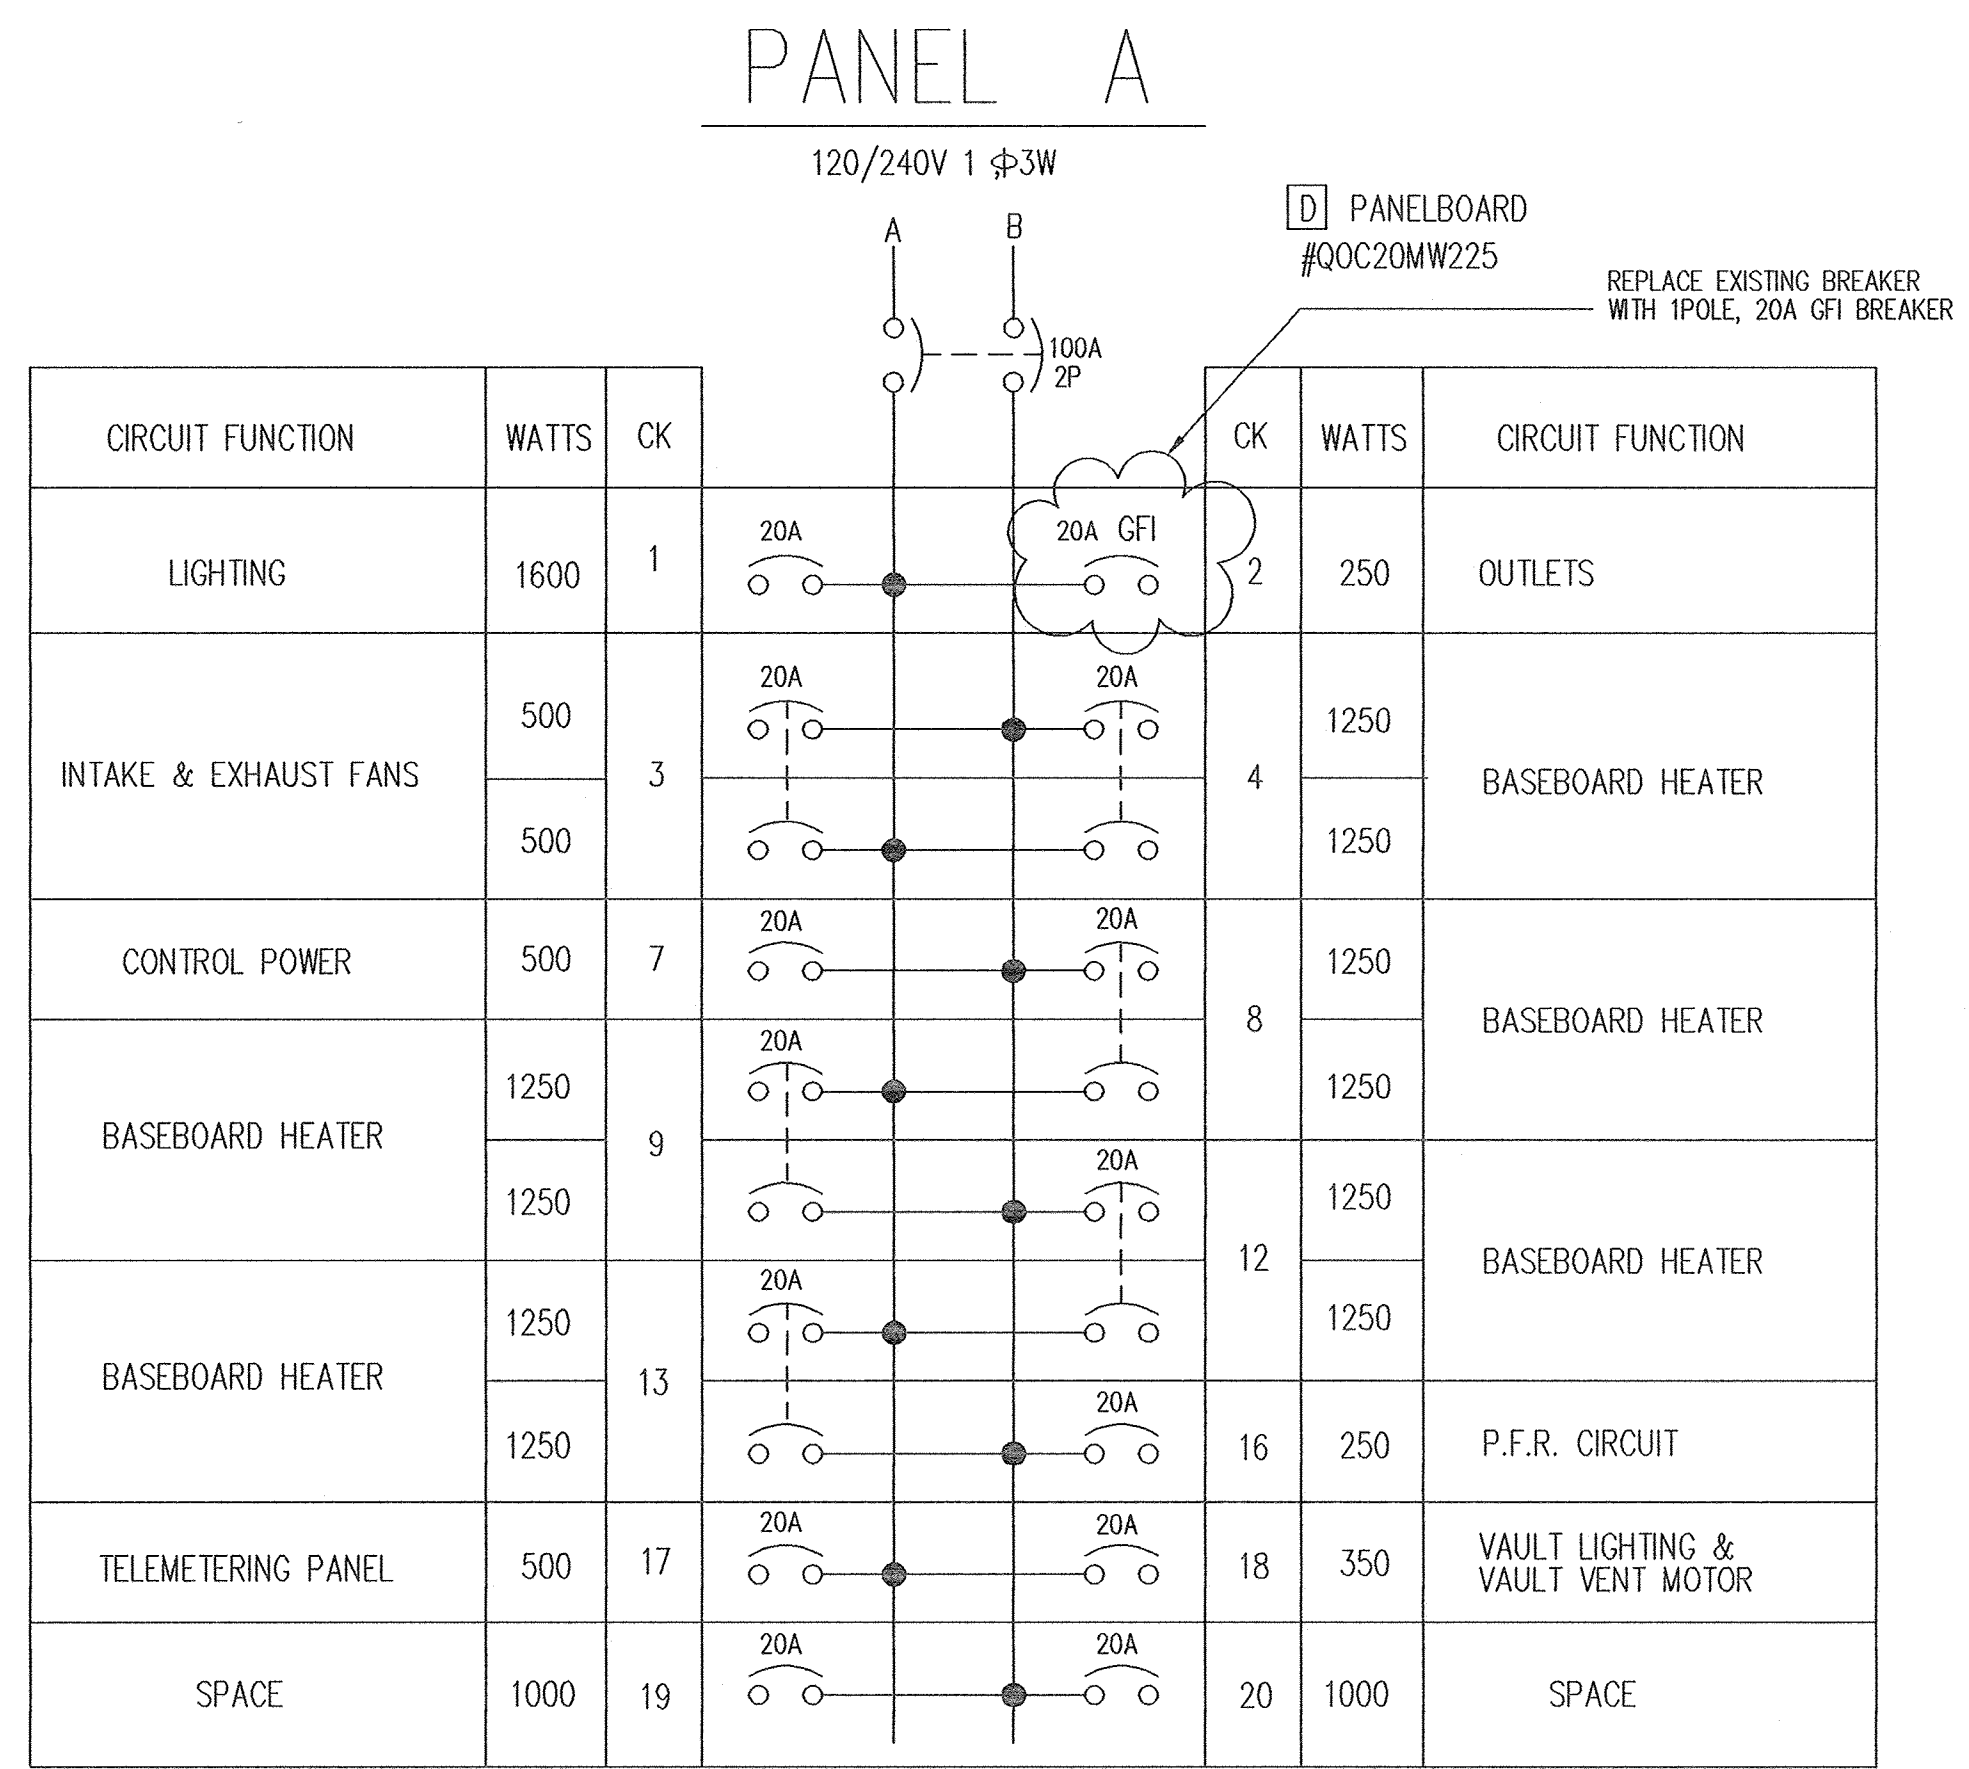 PANEL A
120/240V 1 ϕ3W
A B
D PANELBOARD
#QOC20MW225
REPLACE EXISTING BREAKER
WITH 1POLE, 20A GFI BREAKER
100A
2P
CIRCUIT FUNCTION WATTS CK CK WATTS CIRCUIT FUNCTION
20A 20A GFI
LIGHTING 1600 1 2 250 OUTLETS
20A 20A
500 1250
INTAKE & EXHAUST FANS 3 4 BASEBOARD HEATER
500 1250
20A 20A
CONTROL POWER 500 7 1250
8 BASEBOARD HEATER
20A
1250 1250
BASEBOARD HEATER 9
20A
1250 1250
12 BASEBOARD HEATER
20A
1250 1250
BASEBOARD HEATER 13
20A
1250 16 250 P.F.R. CIRCUIT
20A 20A
TELEMETERING PANEL 500 17 18 350 VAULT LIGHTING &
VAULT VENT MOTOR
20A 20A
SPACE 1000 19 20 1000 SPACE